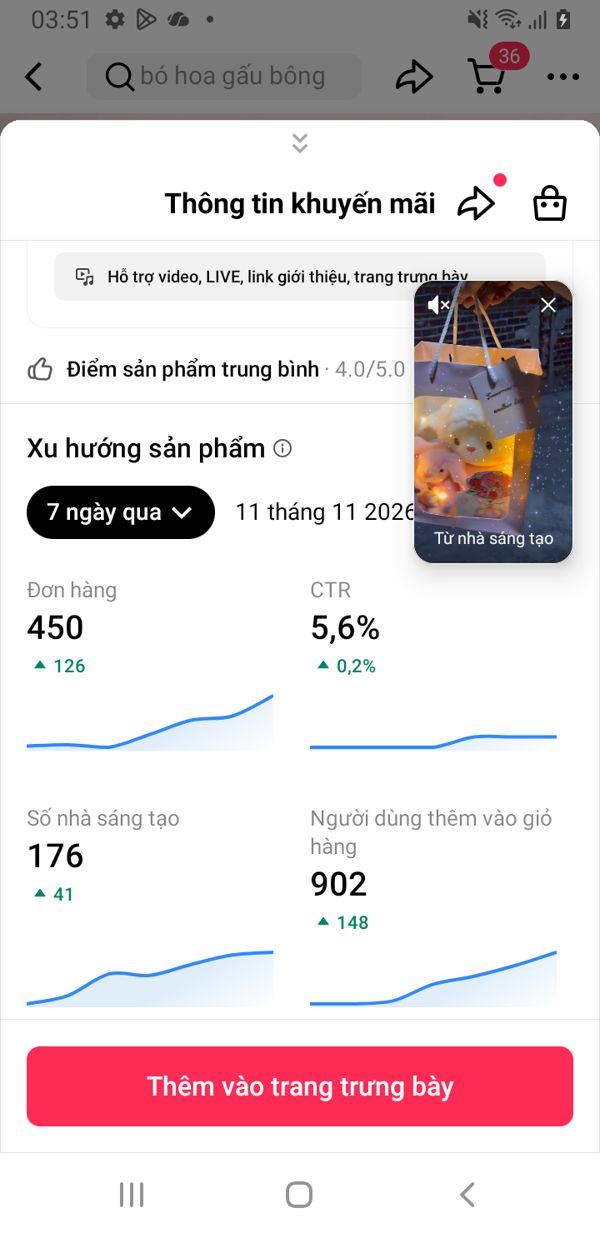 03:51
bó hoa gấu bông
36
Thông tin khuyến mãi
Hỗ trợ video, LIVE, link giới thiệu, trang trưng bày
Điểm sản phẩm trung bình · 4.0/5.0
Xu hướng sản phẩm
7 ngày qua
11 tháng 11 2026
Từ nhà sáng tạo
Đơn hàng
450
126
CTR
5,6%
0,2%
Số nhà sáng tạo
176
41
Người dùng thêm vào giỏ
hàng
902
148
Thêm vào trang trưng bày